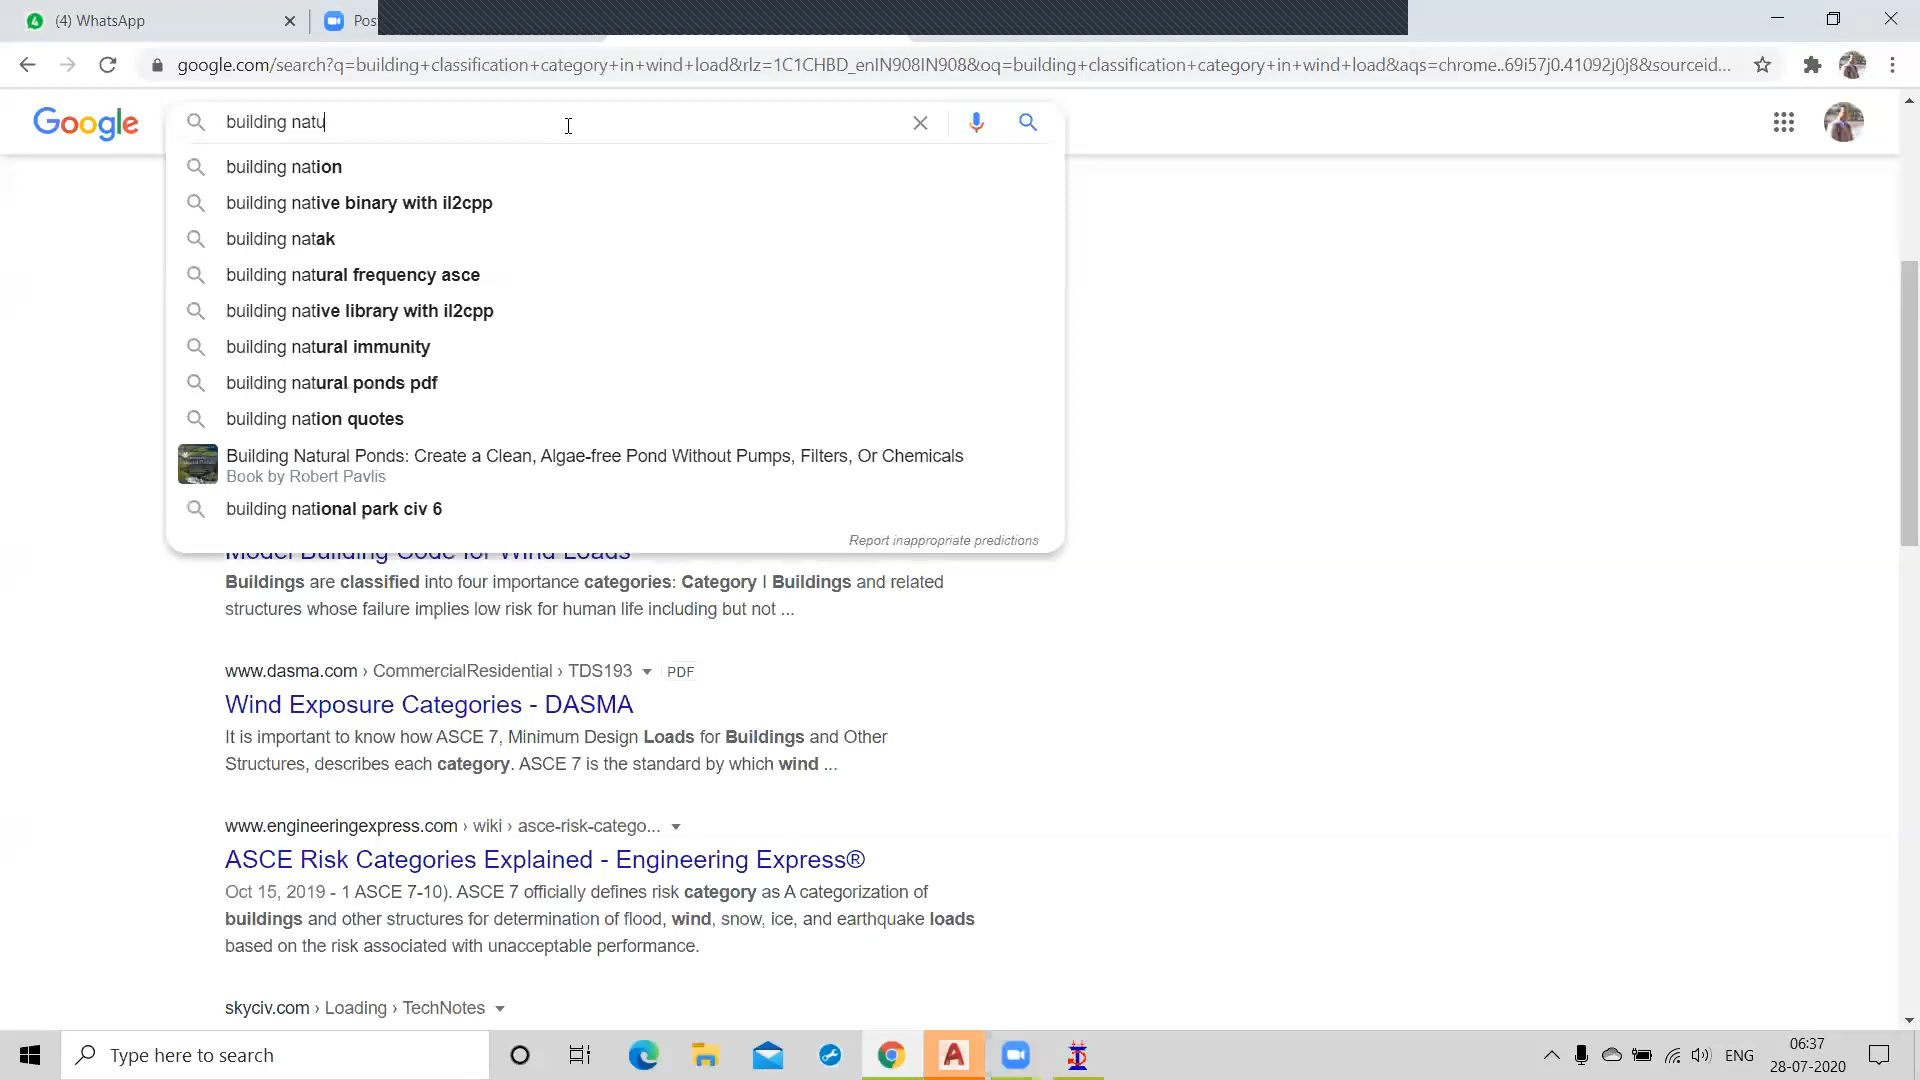 (4) WhatsApp
Pos
google.com/search?q=building+classification+category+in+wind+load&rlz=1C1CHBD_enIN908IN908&oq=building+classification+category+in+wind+load&aqs=chrome..69i57j0.41092j0j8&sourceid...
Google
building natu
building nation
building native binary with il2cpp
building natak
building natural frequency asce
building native library with il2cpp
building natural immunity
building natural ponds pdf
building nation quotes
Building Natural Ponds: Create a Clean, Algae-free Pond Without Pumps, Filters, Or Chemicals
Book by Robert Pavlis
building national park civ 6
Report inappropriate predictions
Model Building Code for Wind Loads
Buildings are classified into four importance categories: Category I Buildings and related
structures whose failure implies low risk for human life including but not ...
www.dasma.com › CommercialResidential › TDS193 PDF
Wind Exposure Categories - DASMA
It is important to know how ASCE 7, Minimum Design Loads for Buildings and Other
Structures, describes each category. ASCE 7 is the standard by which wind ...
www.engineeringexpress.com › wiki › asce-risk-catego...
ASCE Risk Categories Explained - Engineering Express®
Oct 15, 2019 - 1 ASCE 7-10). ASCE 7 officially defines risk category as A categorization of
buildings and other structures for determination of flood, wind, snow, ice, and earthquake loads
based on the risk associated with unacceptable performance.
skyciv.com › Loading › TechNotes
Type here to search
ENG
06:37
28-07-2020